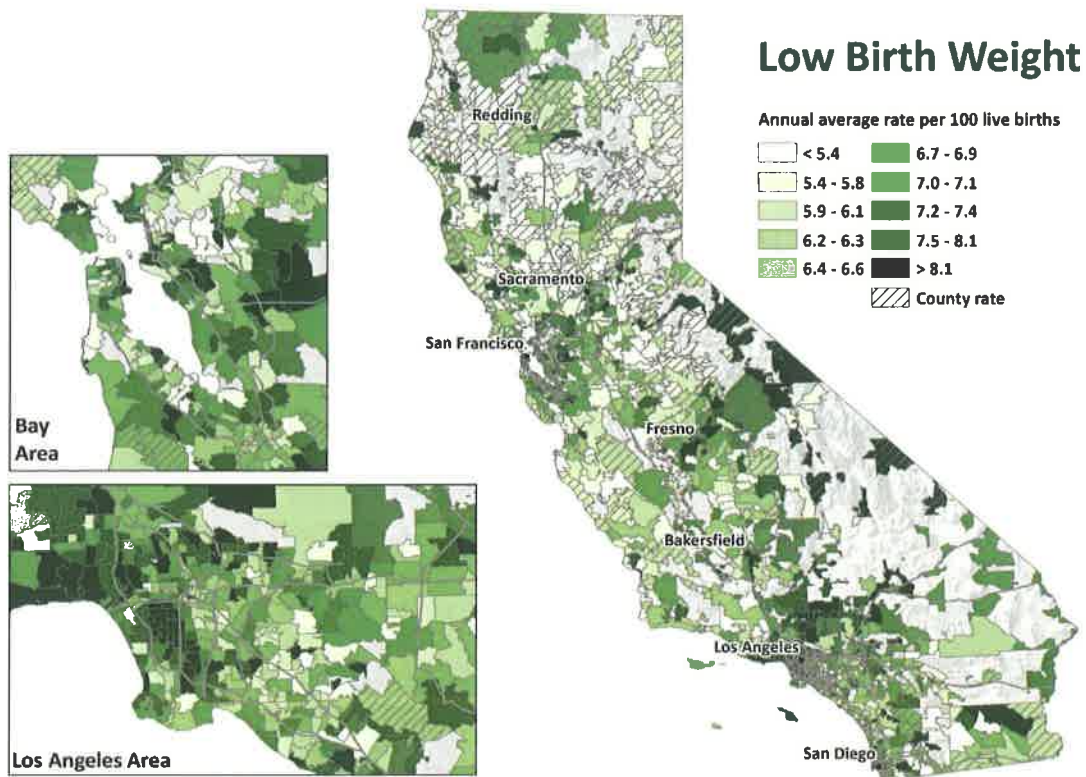 Low Birth Weight
Annual average rate per 100 live births
< 5.4
5.4 - 5.8
5.9 - 6.1
6.2 - 6.3
6.4 - 6.6
6.7 - 6.9
7.0 - 7.1
7.2 - 7.4
7.5 - 8.1
> 8.1
County rate
Redding
Sacramento
San Francisco
Fresno
Bakersfield
Los Angeles
San Diego
Bay
Area
Los Angeles Area